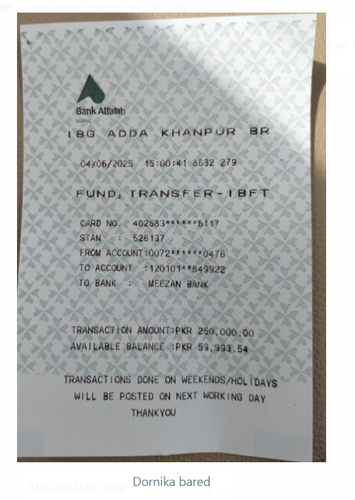 Bank Alfalah
IBG ADDA KHANPUR BR
04/06/2025 15:00:41 8632 279
FUND, TRANSFER-IBFT
CARD NO. 402583******5117
STAN : 526137
FROM ACCOUNT:0072******0476
TO ACCOUNT :120101**849922
TO BANK : MEEZAN BANK
TRANSACTION AMOUNT:PKR 250,000.00
AVAILABLE BALANCE :PKR 59,993.54
TRANSACTIONS DONE ON WEEKENDS/HOLIDAYS
WILL BE POSTED ON NEXT WORKING DAY
THANKYOU
Dornika bared